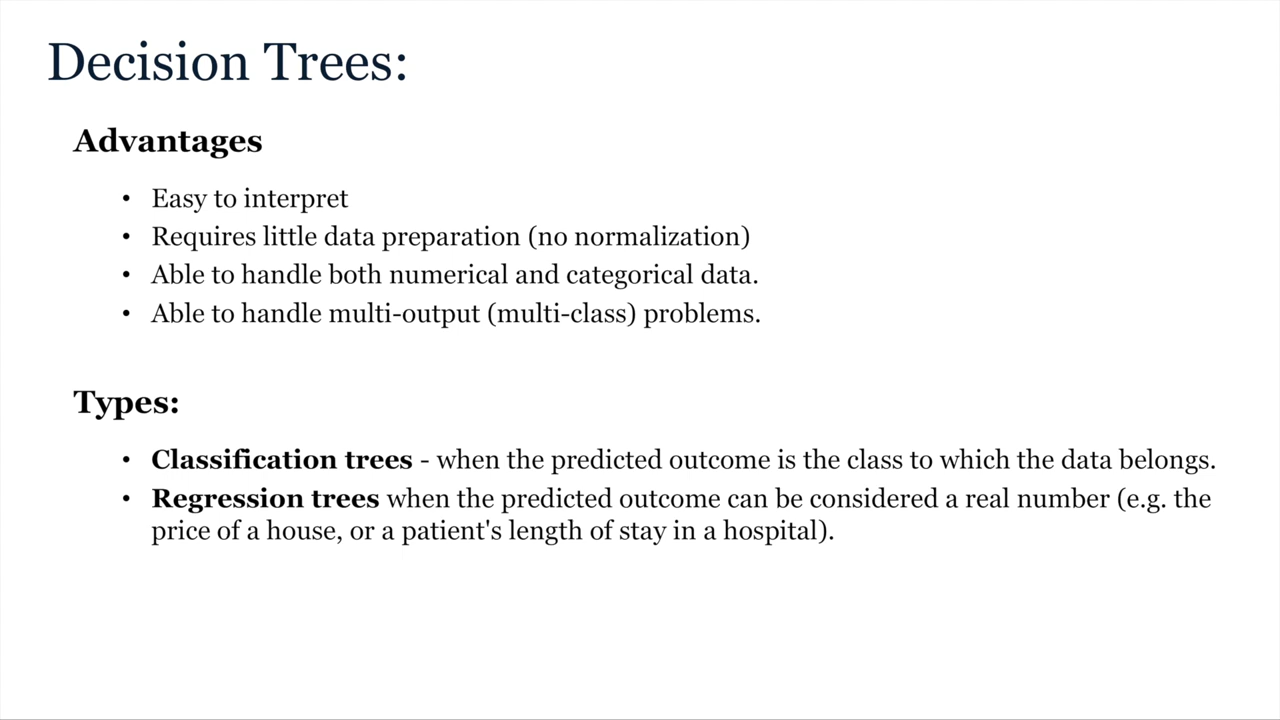 Decision Trees:
Advantages
• Easy to interpret
• Requires little data preparation (no normalization)
• Able to handle both numerical and categorical data.
• Able to handle multi-output (multi-class) problems.
Types:
• Classification trees - when the predicted outcome is the class to which the data belongs.
• Regression trees when the predicted outcome can be considered a real number (e.g. the
price of a house, or a patient's length of stay in a hospital).